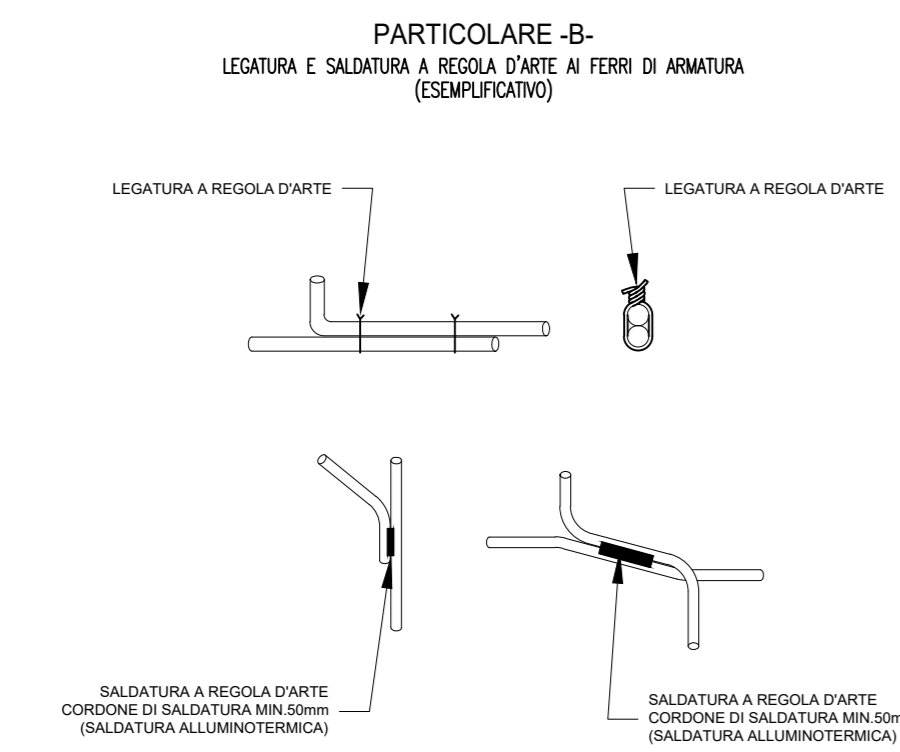 PARTICOLARE -B-
LEGATURA E SALDATURA A REGOLA D'ARTE AI FERRI DI ARMATURA
(ESEMPLIFICATIVO)
LEGATURA A REGOLA D'ARTE
LEGATURA A REGOLA D'ARTE
SALDATURA A REGOLA D'ARTE
CORDONE DI SALDATURA MIN.50mm
(SALDATURA ALLUMINOTERMICA)
SALDATURA A REGOLA D'ARTE
CORDONE DI SALDATURA MIN.50m
(SALDATURA ALLUMINOTERMICA)